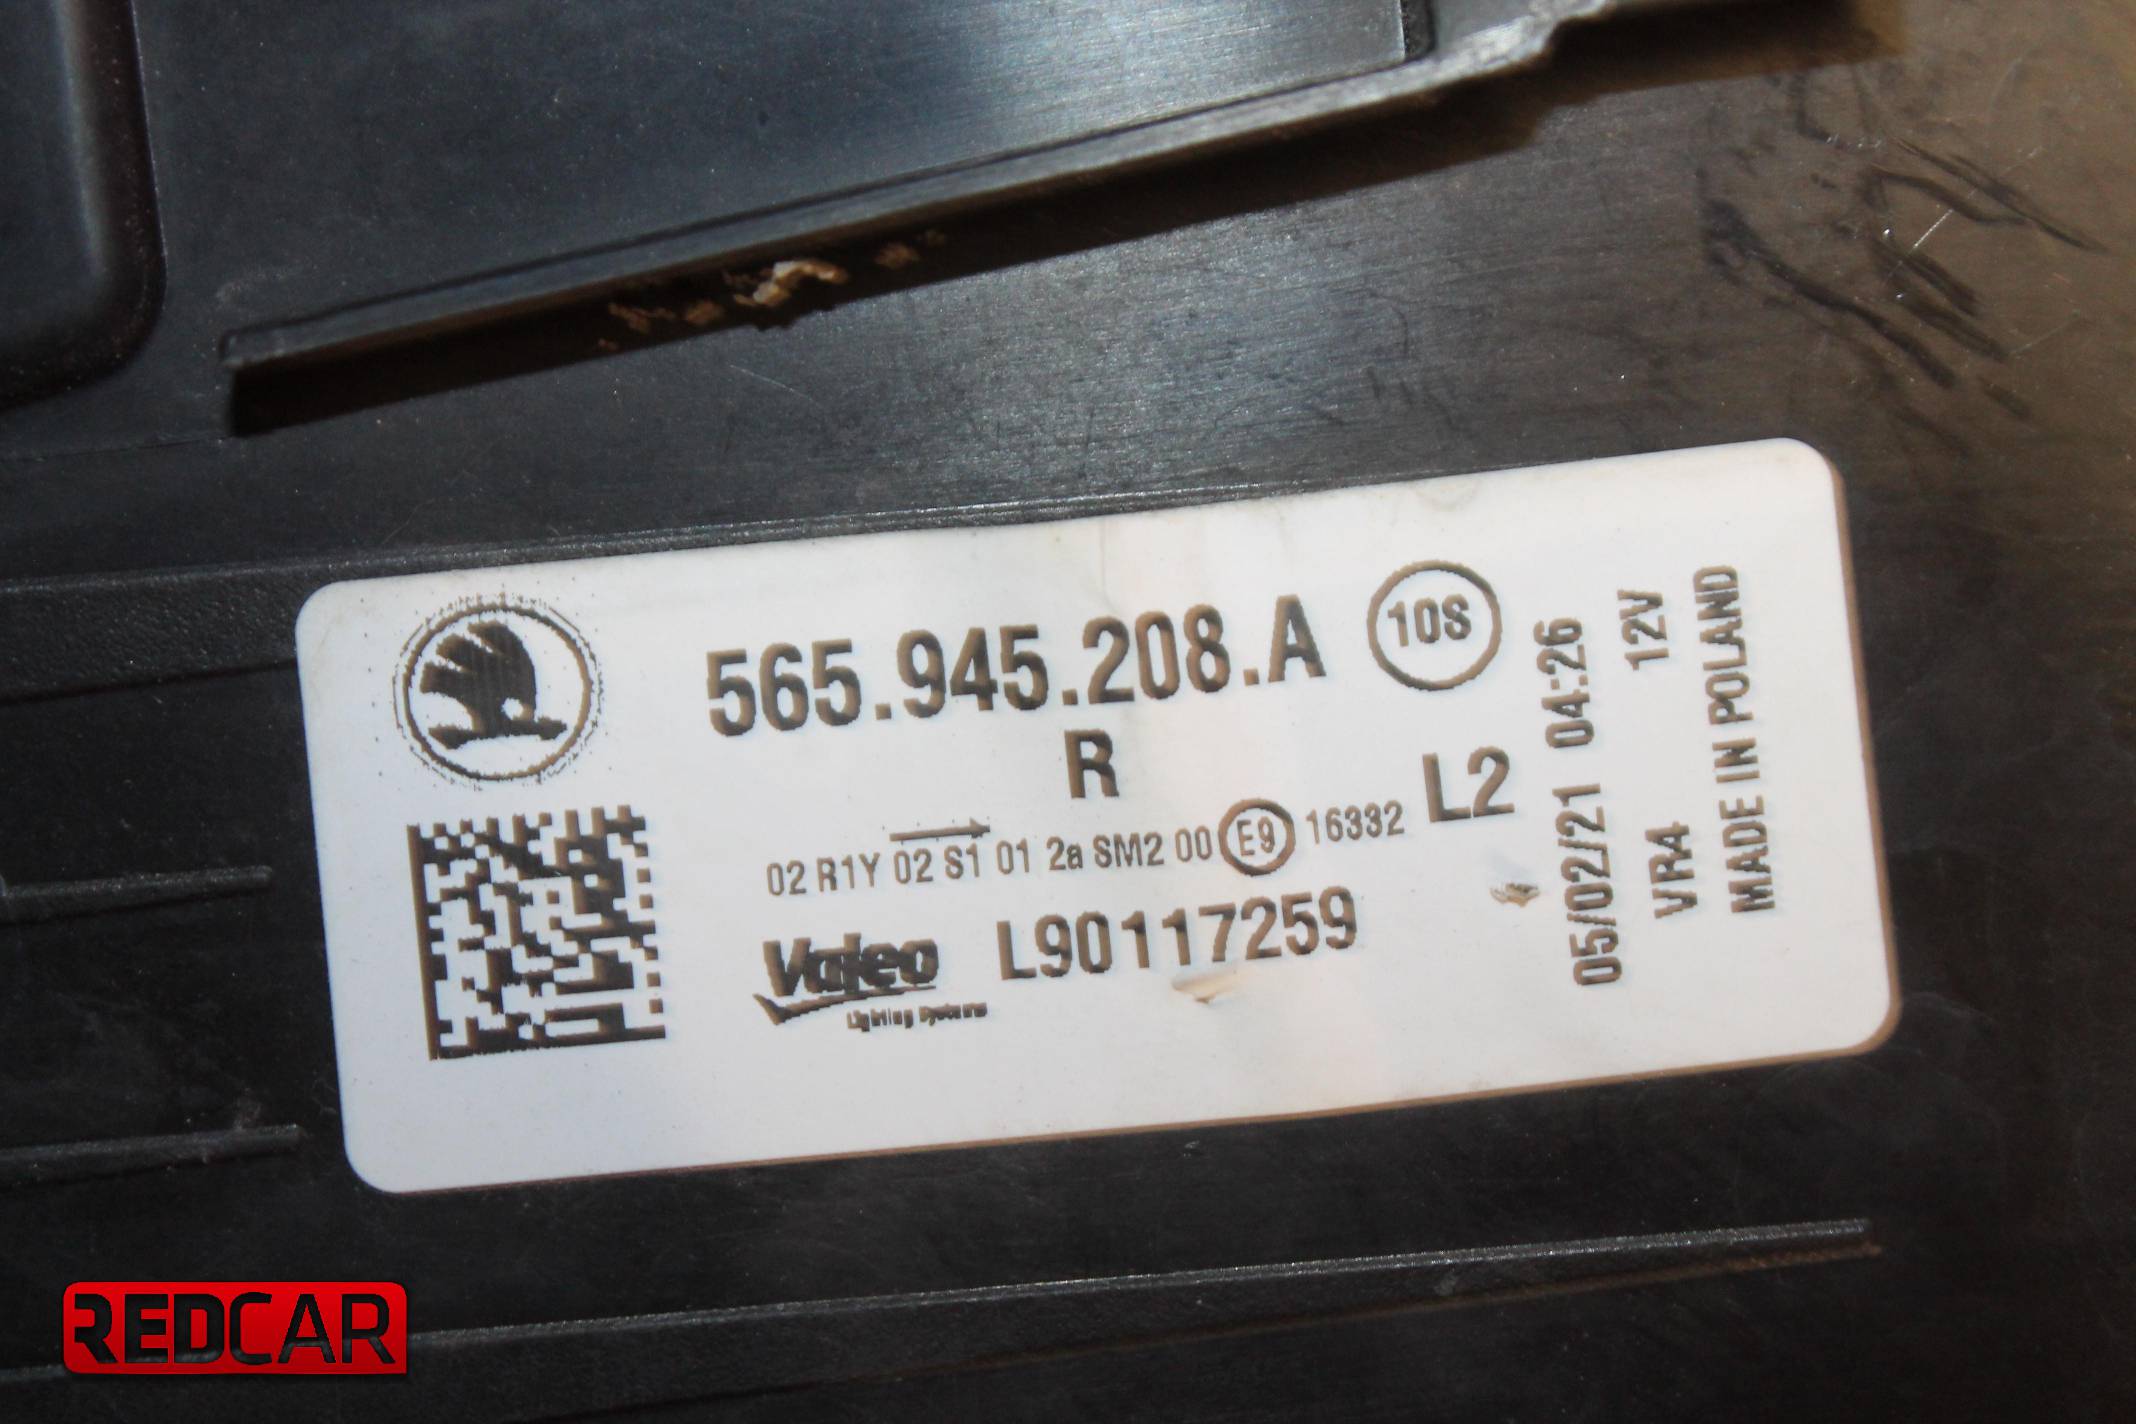 565.945.208.A 10S
R
02 R1Y 02 S1 01 2a SM2 00 E9 16332 L2
Valeo L90117259
Lighting Systems
05/02/21 04:26
VR4 12V
MADE IN POLAND
REDCAR